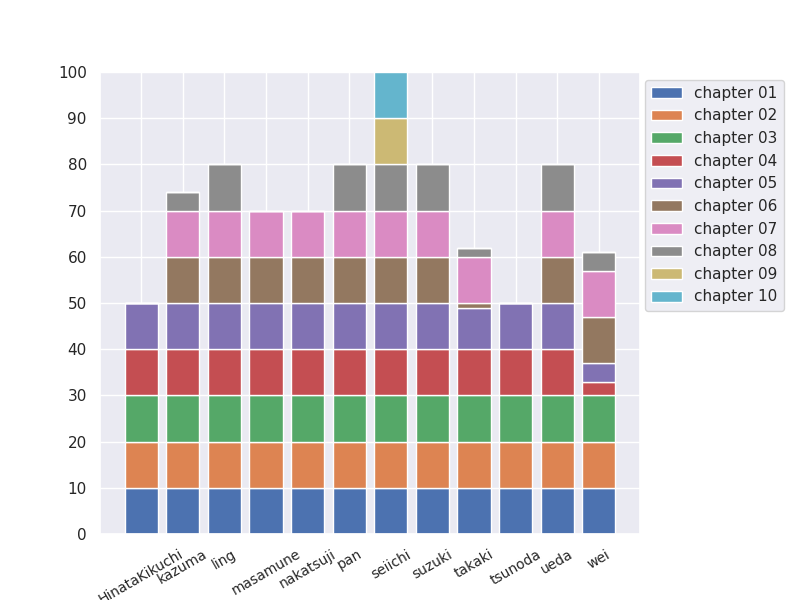 100
90
80
70
60
50
40
30
20
10
0
HinataKikuchi
kazuma
ling
masamune
nakatsuji
pan
seiichi
suzuki
takaki
tsunoda
ueda
wei
chapter 01
chapter 02
chapter 03
chapter 04
chapter 05
chapter 06
chapter 07
chapter 08
chapter 09
chapter 10